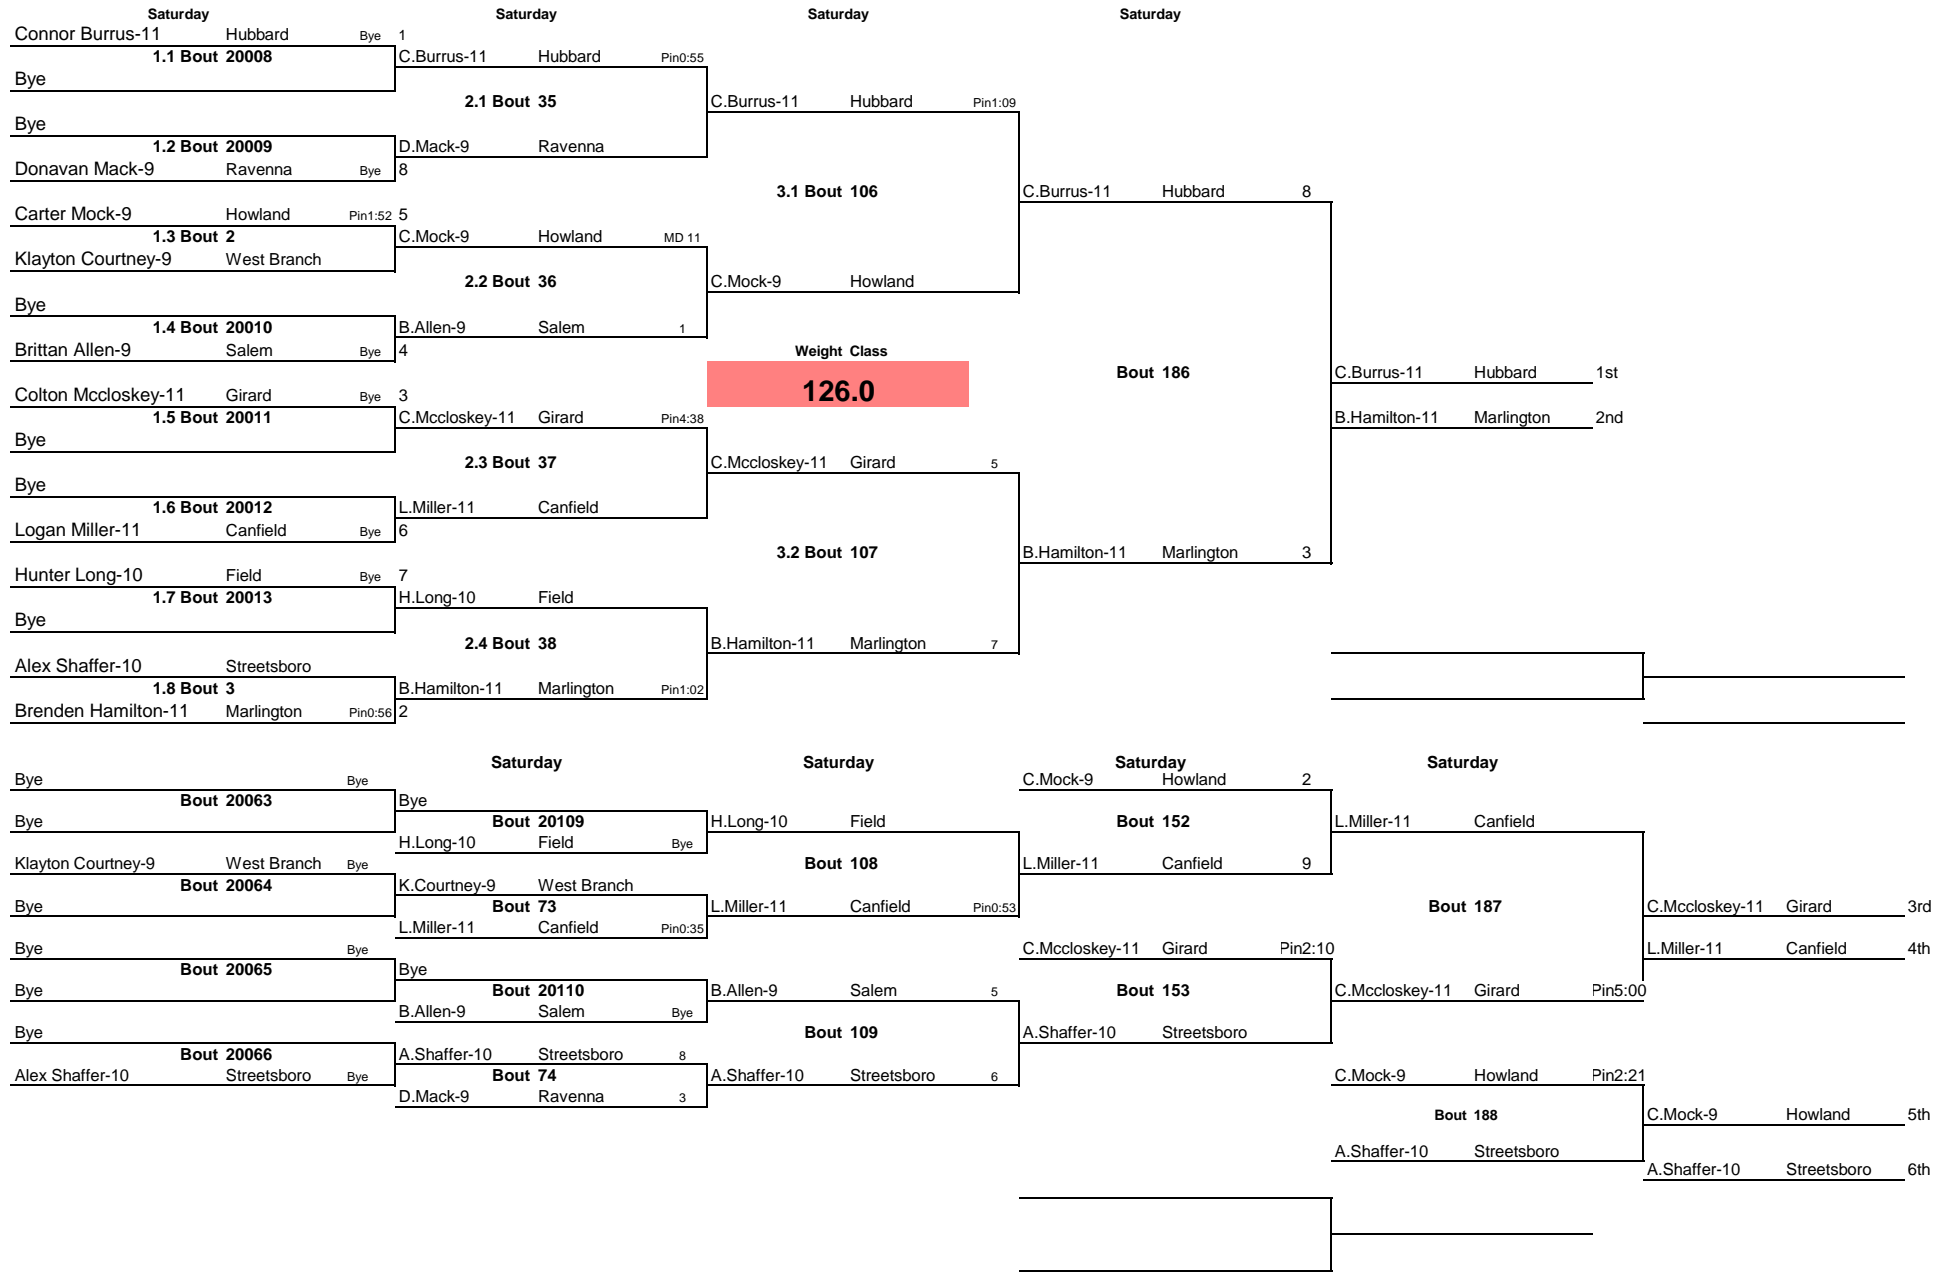 Saturday Saturday Saturday Saturday
Connor Burrus-11 Hubbard Bye 1
1.1 Bout 20008 C.Burrus-11 Hubbard Pin0:55
Bye
2.1 Bout 35 C.Burrus-11 Hubbard Pin1:09
Bye
1.2 Bout 20009 D.Mack-9 Ravenna
Donavan Mack-9 Ravenna Bye 8
3.1 Bout 106 C.Burrus-11 Hubbard 8
Carter Mock-9 Howland Pin1:52 5
1.3 Bout 2 C.Mock-9 Howland MD 11
Klayton Courtney-9 West Branch
2.2 Bout 36 C.Mock-9 Howland
Bye
1.4 Bout 20010 B.Allen-9 Salem 1
Brittan Allen-9 Salem Bye 4 Weight Class
Bout 186 C.Burrus-11 Hubbard 1st
Colton Mccloskey-11 Girard Bye 3 126.0
1.5 Bout 20011 C.Mccloskey-11 Girard Pin4:38 B.Hamilton-11 Marlington 2nd
Bye
2.3 Bout 37 C.Mccloskey-11 Girard 5
Bye
1.6 Bout 20012 L.Miller-11 Canfield
Logan Miller-11 Canfield Bye 6
3.2 Bout 107 B.Hamilton-11 Marlington 3
Hunter Long-10 Field Bye 7
1.7 Bout 20013 H.Long-10 Field
Bye
2.4 Bout 38 B.Hamilton-11 Marlington 7
Alex Shaffer-10 Streetsboro
1.8 Bout 3 B.Hamilton-11 Marlington Pin1:02
Brenden Hamilton-11 Marlington Pin0:56 2
Saturday Saturday Saturday Saturday
Bye Bye C.Mock-9 Howland 2
Bout 20063 Bye
Bye Bout 20109 H.Long-10 Field Bout 152 L.Miller-11 Canfield
H.Long-10 Field Bye
Klayton Courtney-9 West Branch Bye Bout 108 L.Miller-11 Canfield 9
Bout 20064 K.Courtney-9 West Branch
Bye Bout 73 L.Miller-11 Canfield Pin0:53 Bout 187 C.Mccloskey-11 Girard 3rd
L.Miller-11 Canfield Pin0:35
Bye Bye C.Mccloskey-11 Girard Pin2:10 L.Miller-11 Canfield 4th
Bout 20065 Bye
Bye Bout 20110 B.Allen-9 Salem 5 Bout 153 C.Mccloskey-11 Girard Pin5:00
B.Allen-9 Salem Bye
Bye Bout 109 A.Shaffer-10 Streetsboro
Bout 20066 A.Shaffer-10 Streetsboro 8
Alex Shaffer-10 Streetsboro Bye Bout 74 A.Shaffer-10 Streetsboro 6 C.Mock-9 Howland Pin2:21
D.Mack-9 Ravenna 3
Bout 188 C.Mock-9 Howland 5th
A.Shaffer-10 Streetsboro
A.Shaffer-10 Streetsboro 6th